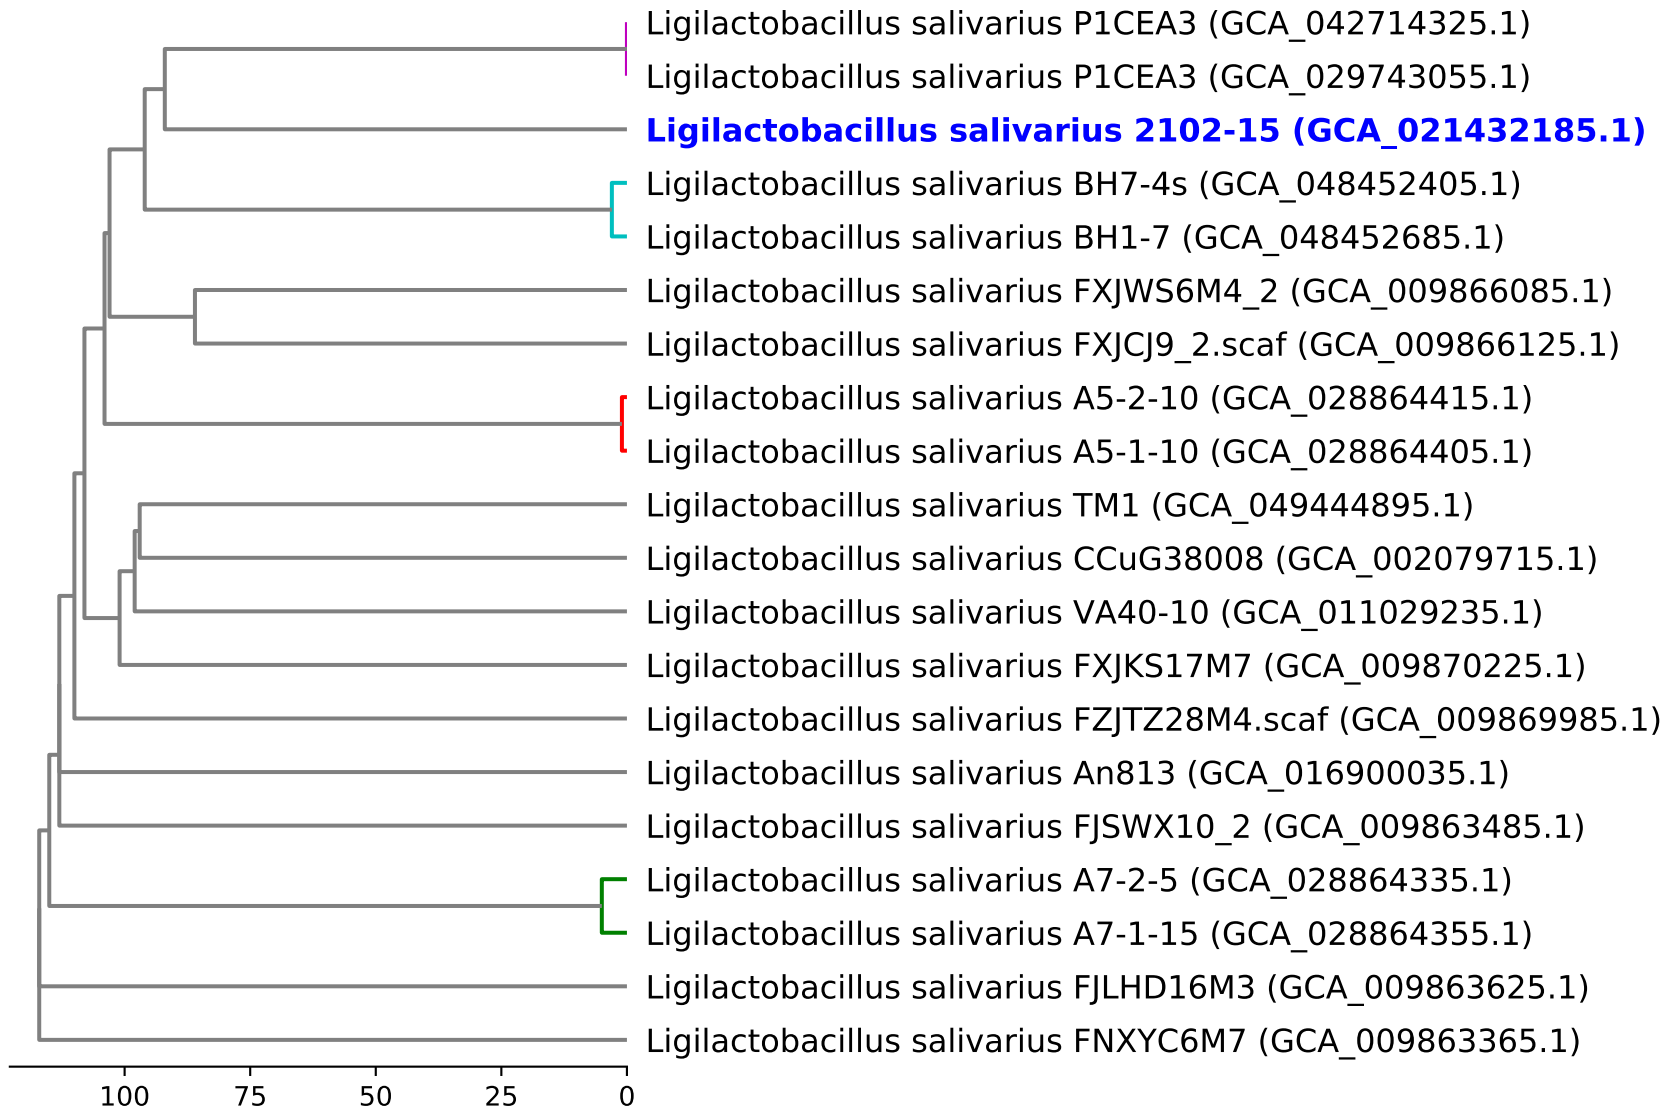 Ligilactobacillus salivarius P1CEA3 (GCA_042714325.1)
Ligilactobacillus salivarius P1CEA3 (GCA_029743055.1)
Ligilactobacillus salivarius 2102-15 (GCA_021432185.1)
Ligilactobacillus salivarius BH7-4s (GCA_048452405.1)
Ligilactobacillus salivarius BH1-7 (GCA_048452685.1)
Ligilactobacillus salivarius FXJWS6M4_2 (GCA_009866085.1)
Ligilactobacillus salivarius FXJCJ9_2.scaf (GCA_009866125.1)
Ligilactobacillus salivarius A5-2-10 (GCA_028864415.1)
Ligilactobacillus salivarius A5-1-10 (GCA_028864405.1)
Ligilactobacillus salivarius TM1 (GCA_049444895.1)
Ligilactobacillus salivarius CCuG38008 (GCA_002079715.1)
Ligilactobacillus salivarius VA40-10 (GCA_011029235.1)
Ligilactobacillus salivarius FXJKS17M7 (GCA_009870225.1)
Ligilactobacillus salivarius FZJTZ28M4.scaf (GCA_009869985.1)
Ligilactobacillus salivarius An813 (GCA_016900035.1)
Ligilactobacillus salivarius FJSWX10_2 (GCA_009863485.1)
Ligilactobacillus salivarius A7-2-5 (GCA_028864335.1)
Ligilactobacillus salivarius A7-1-15 (GCA_028864355.1)
Ligilactobacillus salivarius FJLHD16M3 (GCA_009863625.1)
Ligilactobacillus salivarius FNXYC6M7 (GCA_009863365.1)
100 75 50 25 0